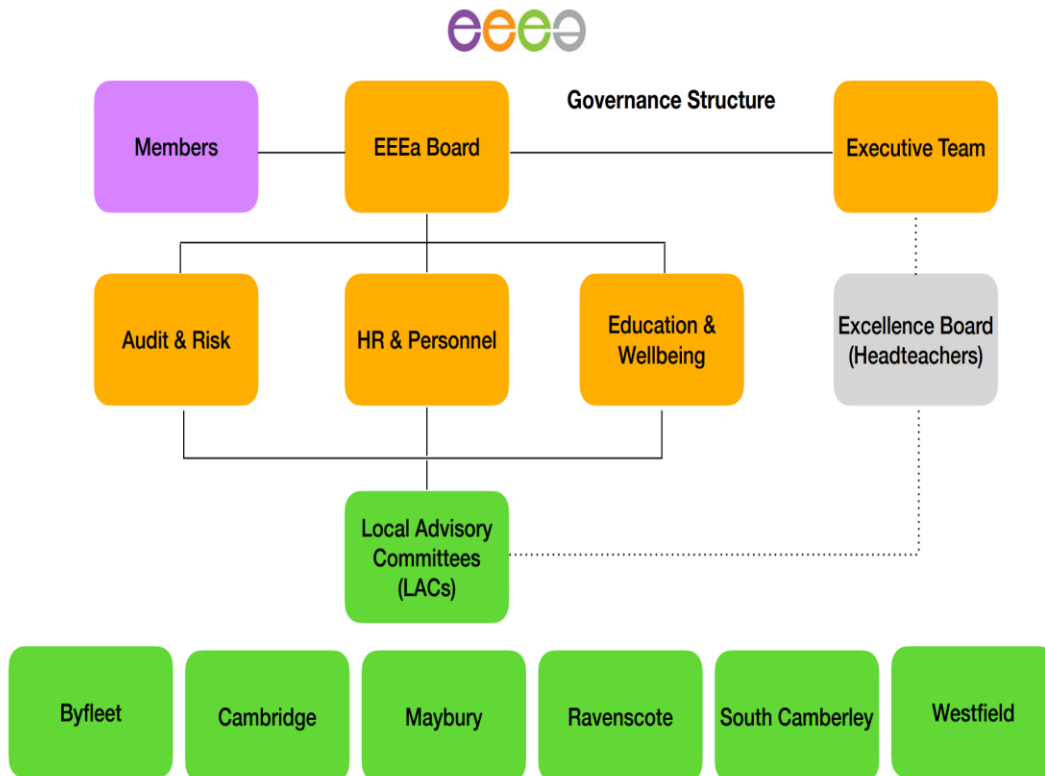 eeea
Governance Structure
Members
EEEa Board
Executive Team
Audit & Risk
HR & Personnel
Education &
Wellbeing
Excellence Board
(Headteachers)
Local Advisory
Committees
(LACs)
Byfleet
Cambridge
Maybury
Ravenscote
South Camberley
Westfield